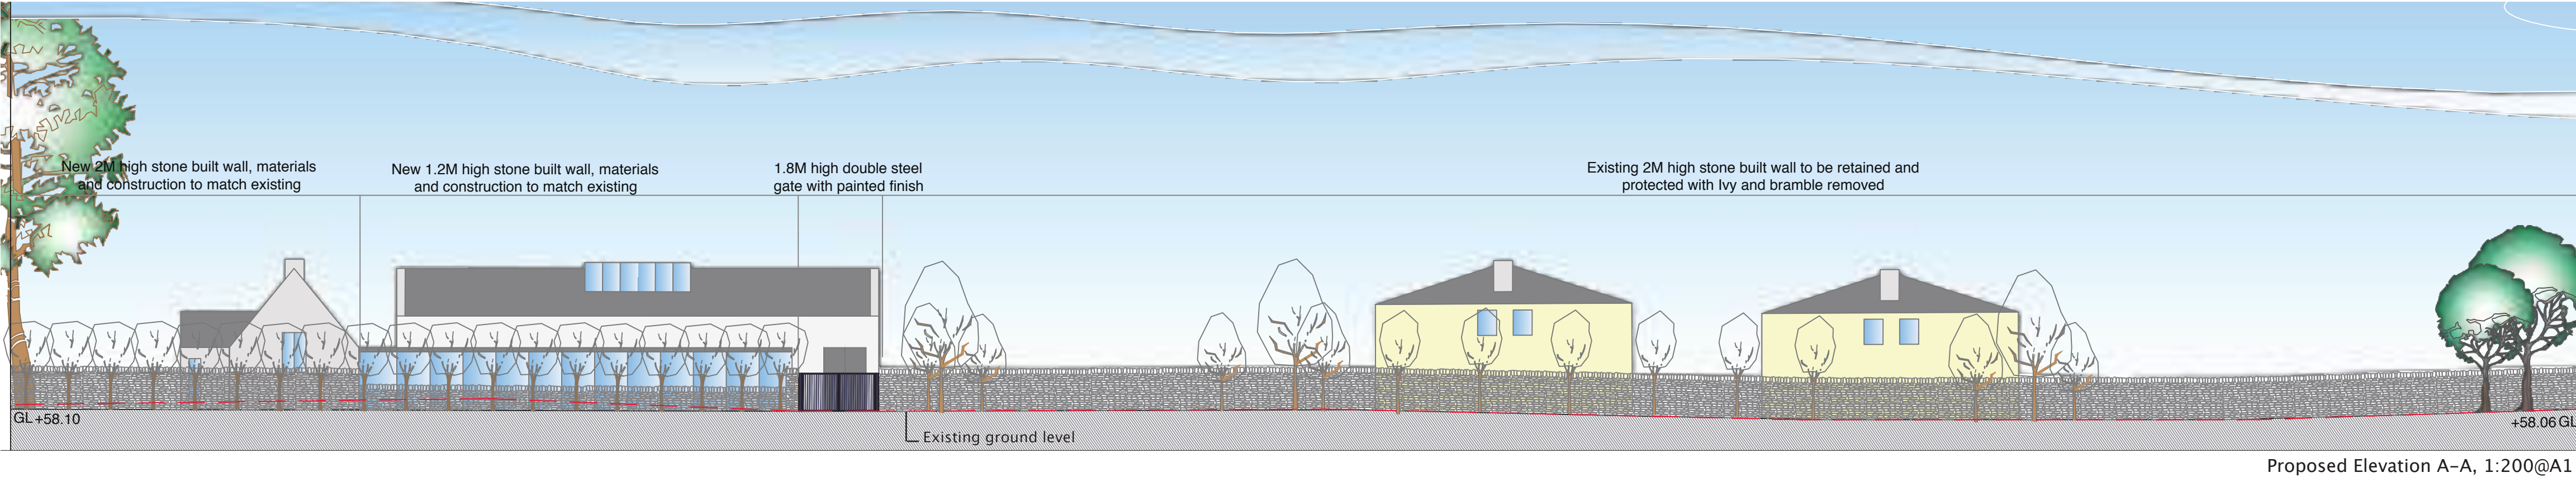 New 2M high stone built wall, materials
and construction to match existing
New 1.2M high stone built wall, materials
and construction to match existing
1.8M high double steel
gate with painted finish
Existing 2M high stone built wall to be retained and
protected with Ivy and bramble removed
GL +58.10
Existing ground level
+58.06 GL
Proposed Elevation A-A, 1:200@A1